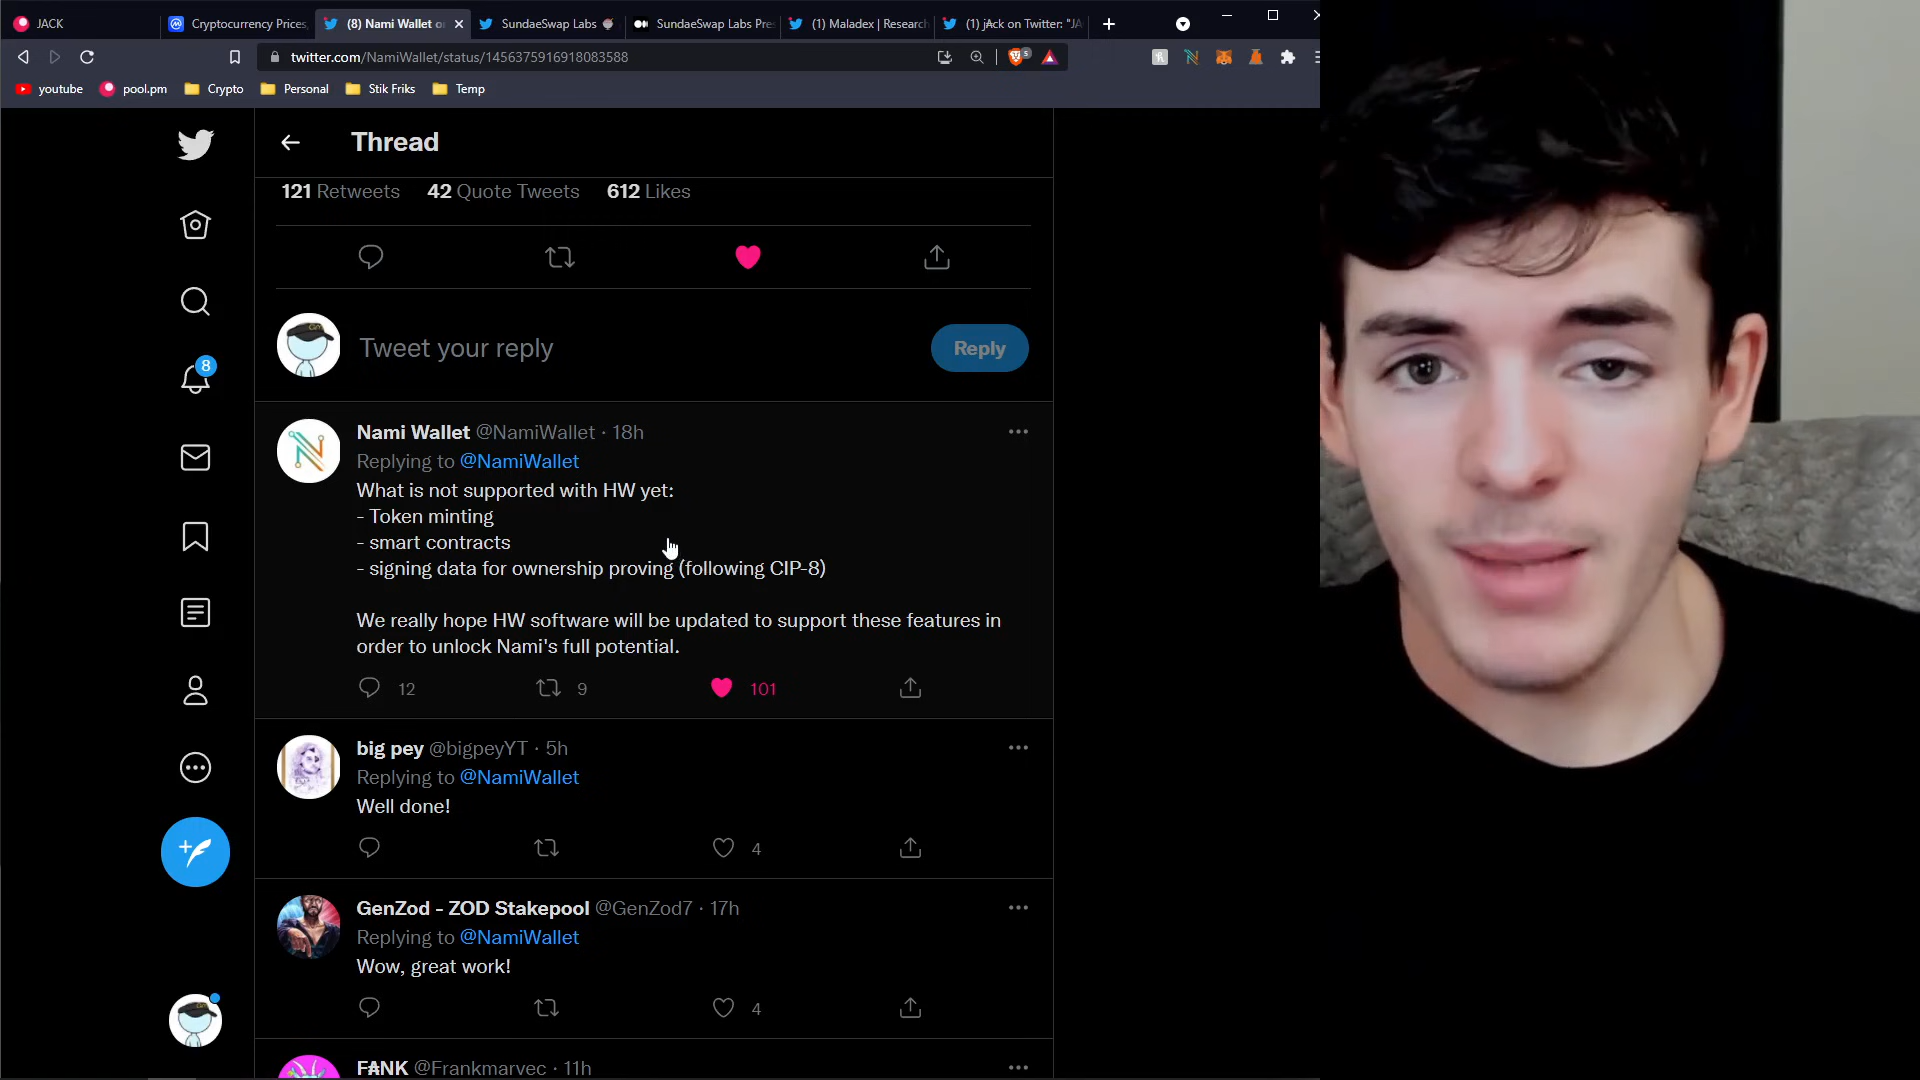 JACK
Cryptocurrency Prices,
(8) Nami Wallet o
SundaeSwap Labs
SundaeSwap Labs Pre
(1) Maladex | Research
(1) jack on Twitter: "JA
twitter.com/NamiWallet/status/1456375916918083588
5
youtube
pool.pm
Crypto
Personal
Stik Friks
Temp
Thread
121 Retweets 42 Quote Tweets 612 Likes
Tweet your reply
Reply
8
Nami Wallet @NamiWallet · 18h
Replying to @NamiWallet
What is not supported with HW yet:
- Token minting
- smart contracts
- signing data for ownership proving (following CIP-8)
We really hope HW software will be updated to support these features in
order to unlock Nami's full potential.
12 9 101
big pey @bigpeyYT · 5h
Replying to @NamiWallet
Well done!
4
GenZod - ZOD Stakepool @GenZod7 · 17h
Replying to @NamiWallet
Wow, great work!
4
F₳NK @Frankmarvec · 11h